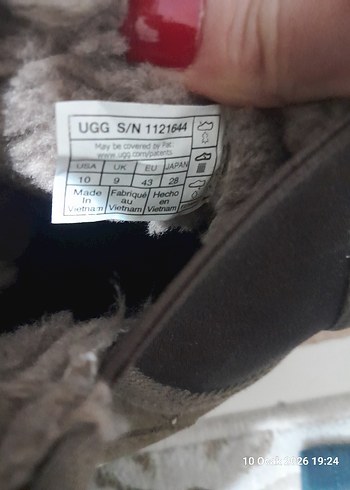 UGG S/N 1121644
May be covered by Pat:
www.ugg.com/patents
USA UK EU JAPAN
10 9 43 28
Made Fabriqué Hecho
in au en
Vietnam Vietnam Vietnam
10 2026 19:24